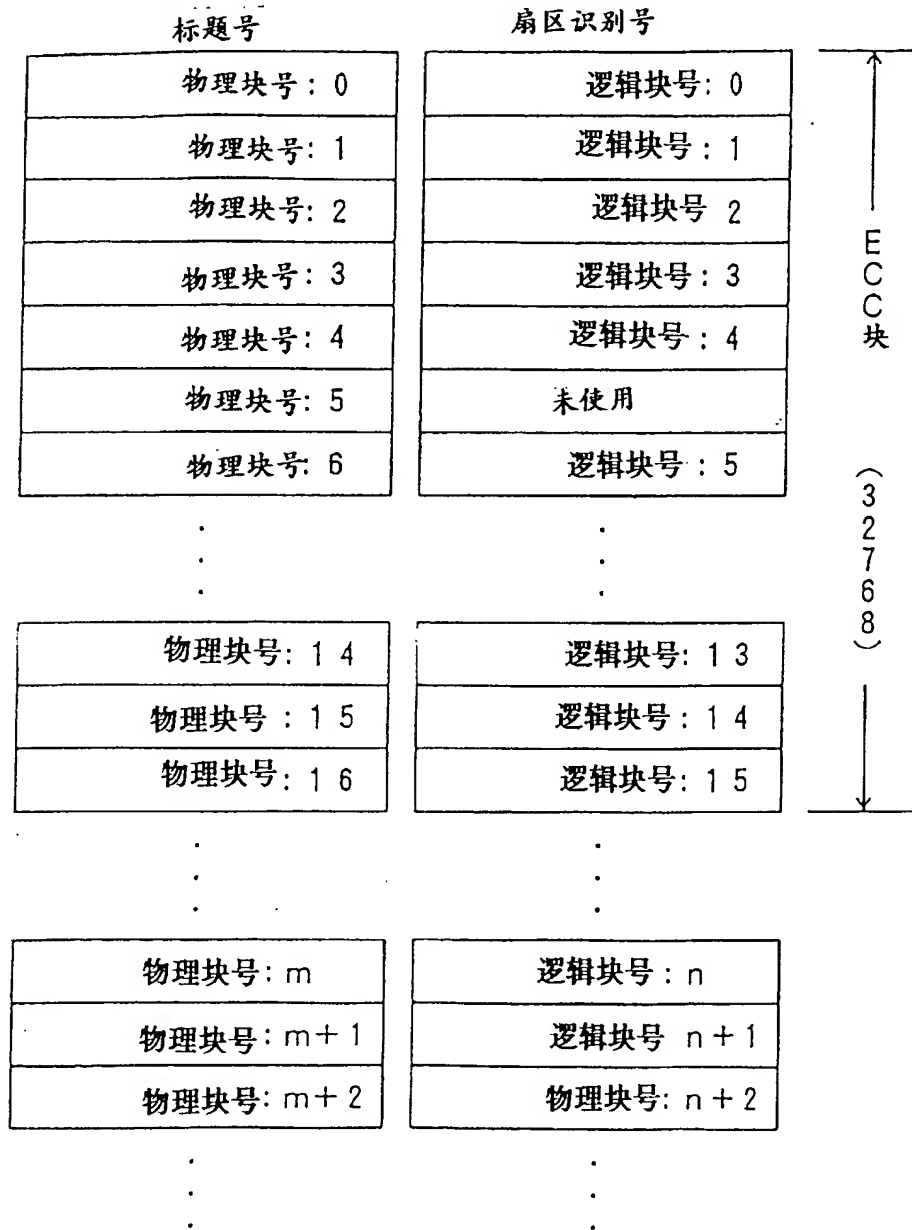 标题号 扇区识别号
物理块号: 0 逻辑块号: 0
物理块号: 1 逻辑块号: 1
物理块号: 2 逻辑块号 2
物理块号: 3 逻辑块号: 3
物理块号: 4 逻辑块号: 4
物理块号: 5 未使用
物理块号: 6 逻辑块号: 5
物理块号: 14 逻辑块号: 13
物理块号: 15 逻辑块号: 14
物理块号: 16 逻辑块号: 15
物理块号: m 逻辑块号: n
物理块号: m+1 逻辑块号 n+1
物理块号: m+2 物理块号: n+2
ECC块 (32768)